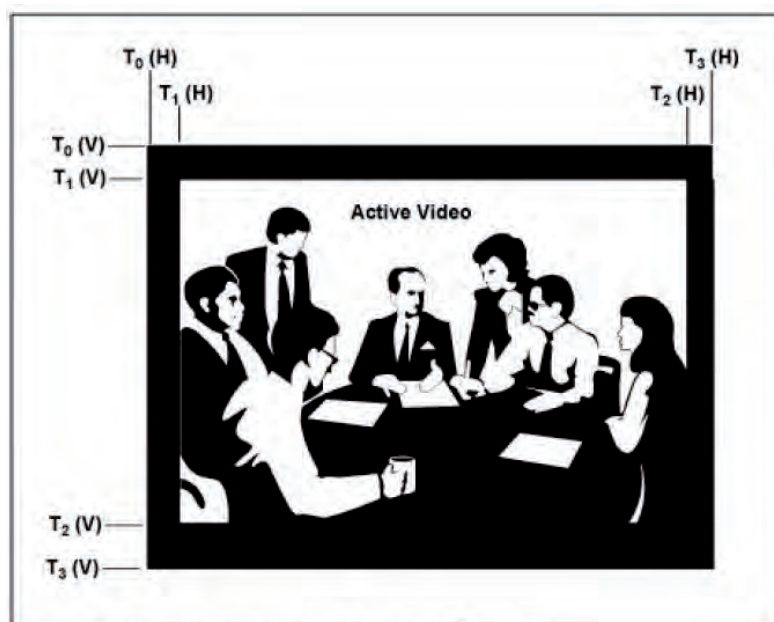 T0 (H) T3 (H)
T1 (H) T2 (H)
T0 (V)
T1 (V)
Active Video
T2 (V)
T3 (V)